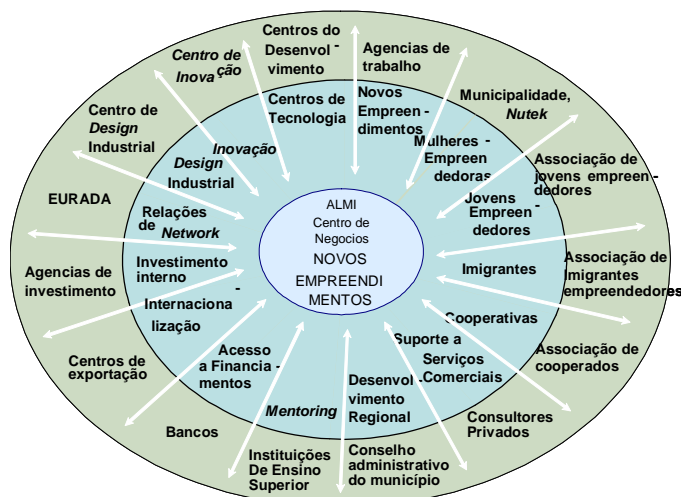 Centros do
Desenvol -
vimento
Agencias de
trabalho
Municipalidade,
Nutek
Associação de
jovens empreen -
dedores
Associação de
Imigrantes
empreendedores
Associação de
cooperados
Consultores
Privados
Conselho
administrativo
do município
Instituições
De Ensino
Superior
Bancos
Centros de
exportação
Agencias de
investimento
EURADA
Centro de
Design
Industrial
Centro de
Inovação
Centros de
Tecnologia
Novos
Empreen -
dimentos
Mulheres -
Empreen
dedoras
Jovens
Empreen -
dedores
Imigrantes
Cooperativas
Suporte a
Serviços
Comerciais
Desenvol -
vimento
Regional
Mentoring
Acesso
a Financia -
mentos
Internaciona -
lização
Investimento
interno
Relações
de Network
Design
Industrial
Inovação
ALMI
Centro de
Negocios
NOVOS
EMPREENDI
MENTOS